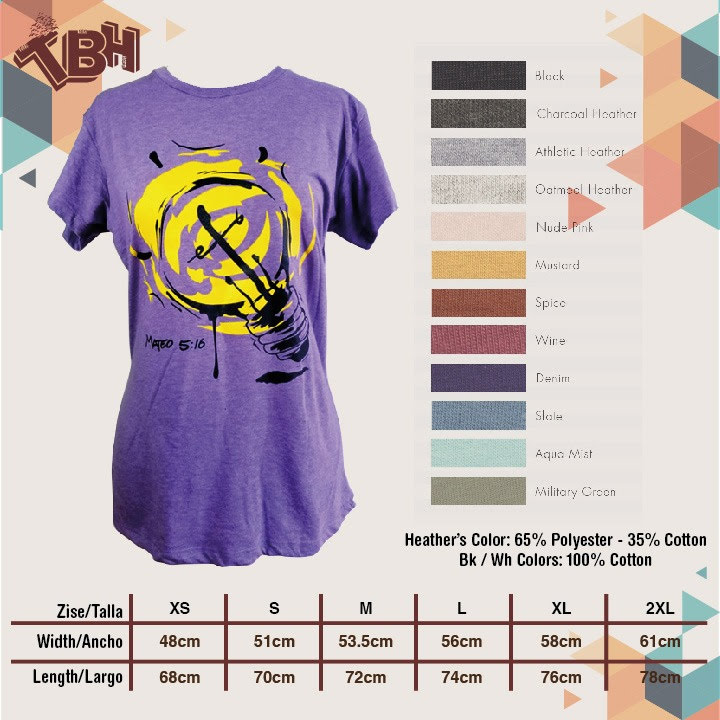 TBH
Black
Charcoal Heather
Athletic Heather
Oatmeal Heather
Nude Pink
Mustard
Spice
Wine
Denim
Slate
Aqua Mist
Military Green
MATEO 5:16
Heather's Color: 65% Polyester - 35% Cotton
Bk / Wh Colors: 100% Cotton
Zise/Talla XS S M L XL 2XL
Width/Ancho 48cm 51cm 53.5cm 56cm 58cm 61cm
Length/Largo 68cm 70cm 72cm 74cm 76cm 78cm